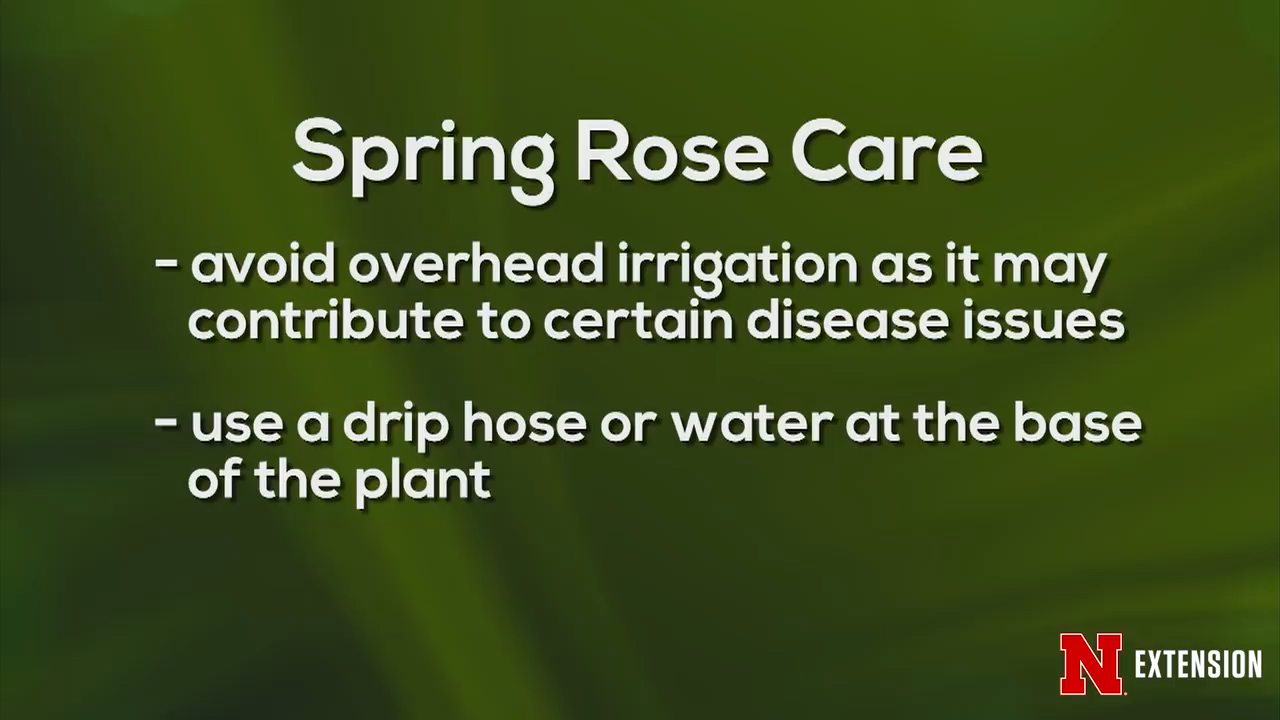 Spring Rose Care
- avoid overhead irrigation as it may
contribute to certain disease issues
- use a drip hose or water at the base
of the plant
N EXTENSION